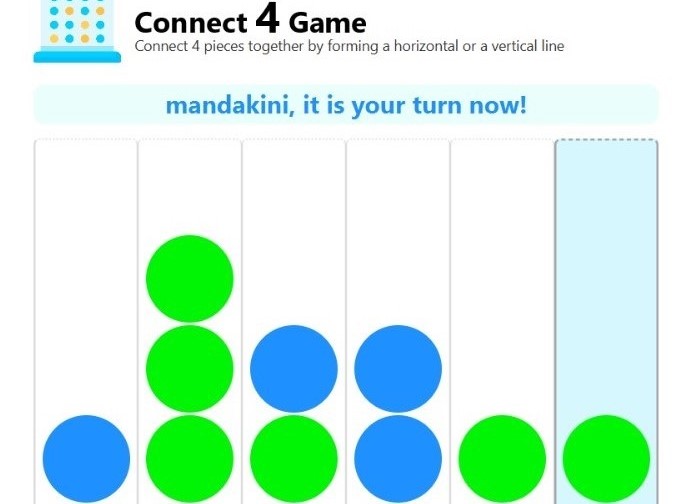 Connect 4 Game
Connect 4 pieces together by forming a horizontal or a vertical line
mandakini, it is your turn now!